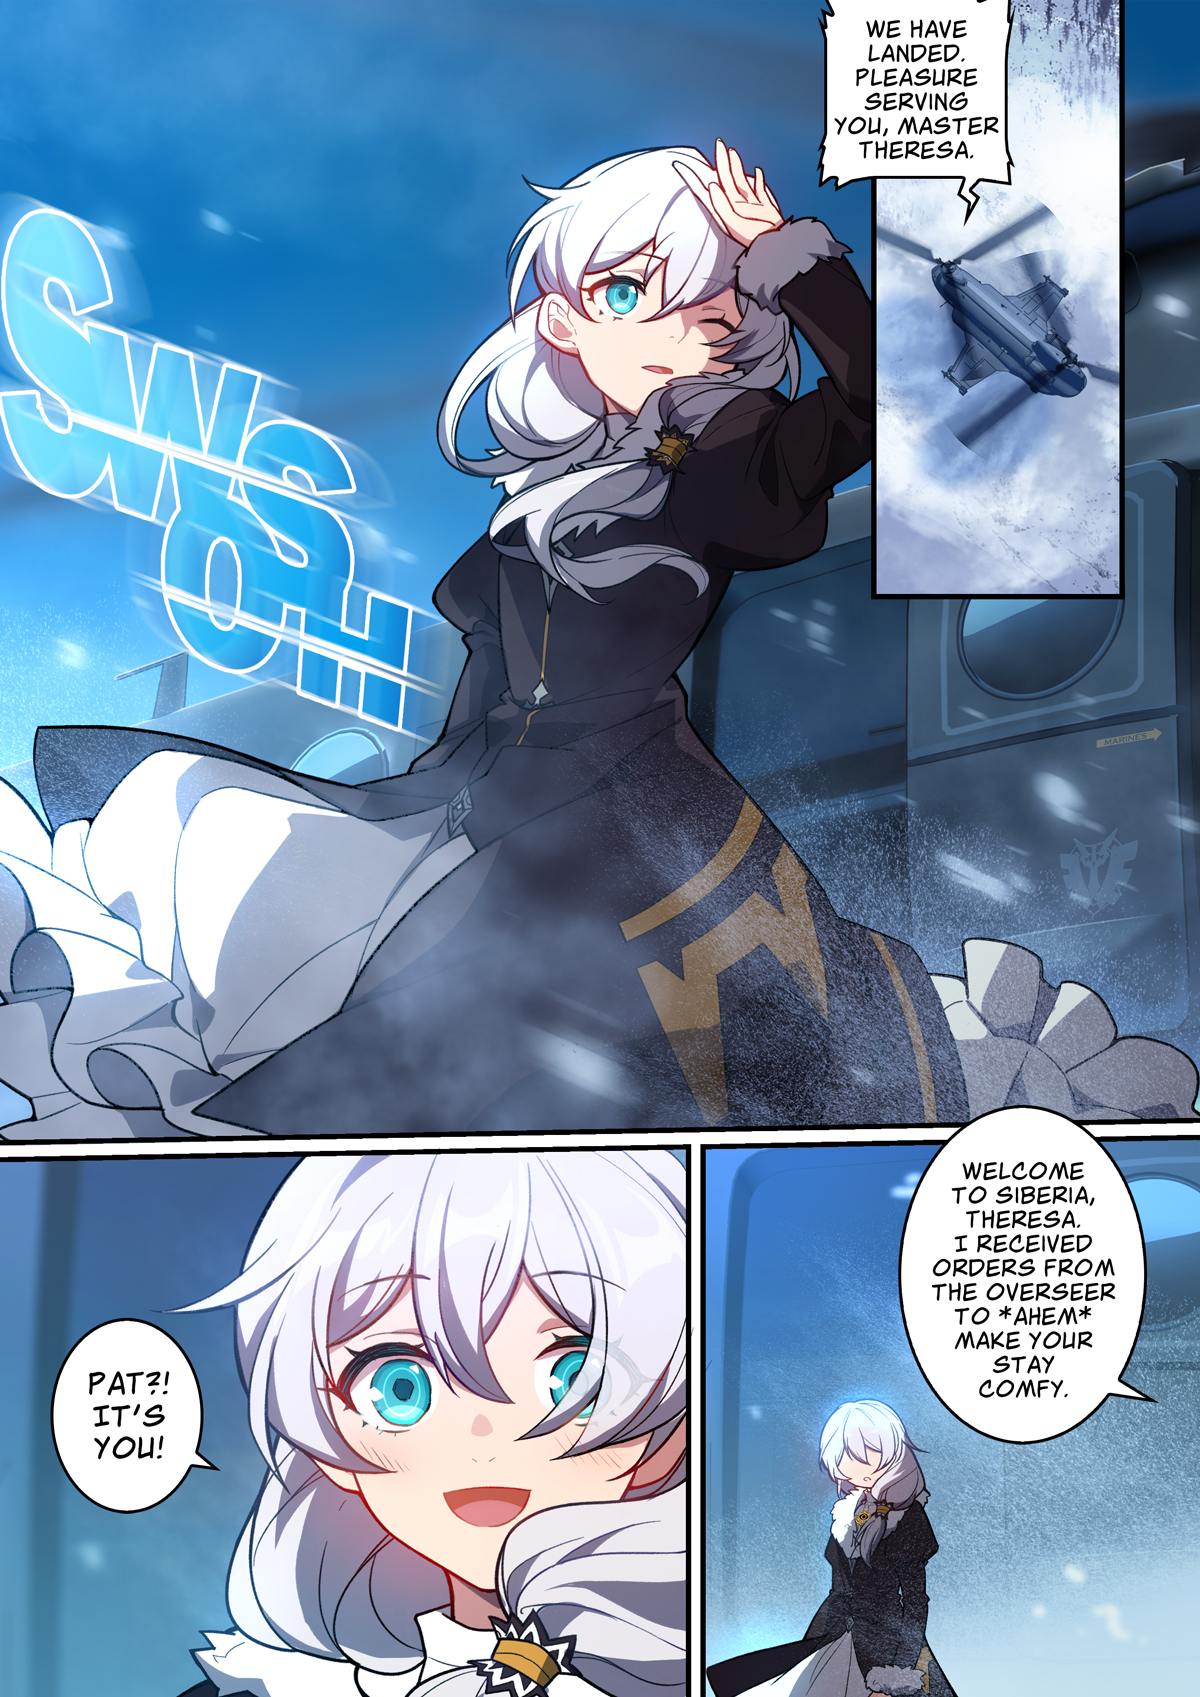 WE HAVE
LANDED.
PLEASURE
SERVING
YOU, MASTER
THERESA.
SWSOSH
MARINES
WELCOME
TO SIBERIA,
THERESA.
I RECEIVED
ORDERS FROM
THE OVERSEER
TO *AHEM*
MAKE YOUR
STAY
COMFY.
PAT?!
IT'S
YOU!